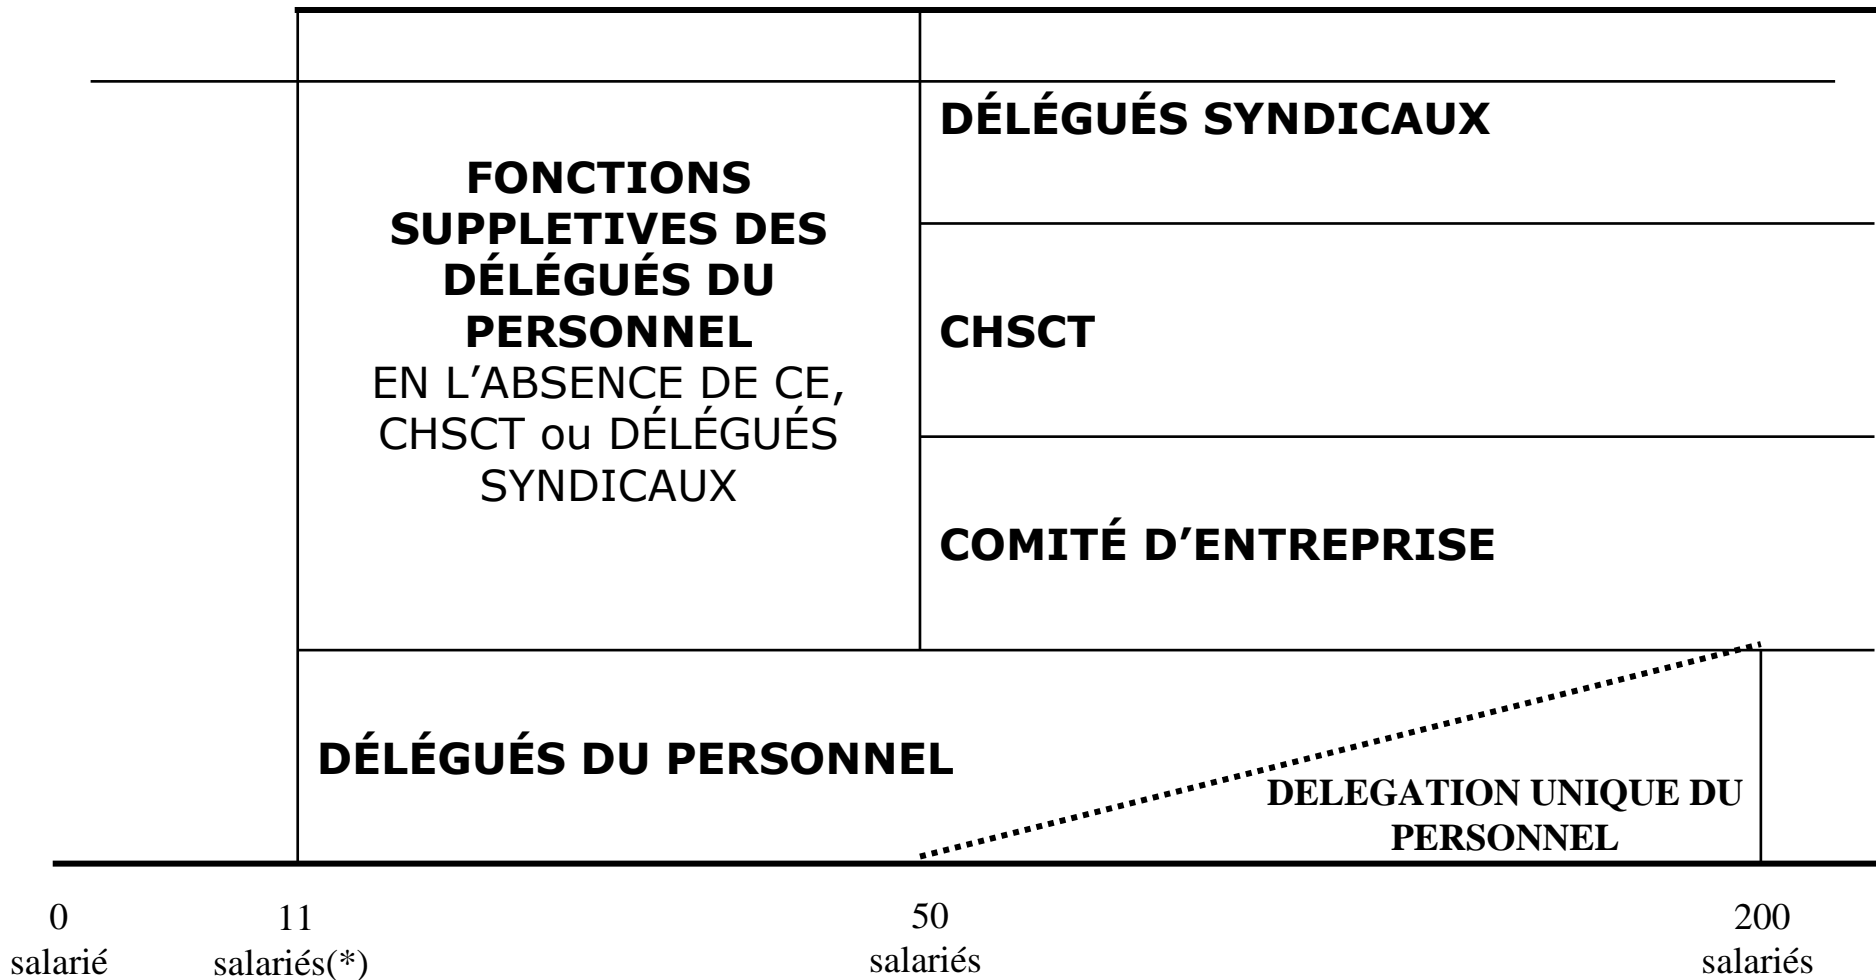 DÉLÉGUÉS SYNDICAUX
FONCTIONS
SUPPLETIVES DES
DÉLÉGUÉS DU
PERSONNEL
EN L’ABSENCE DE CE,
CHSCT ou DÉLÉGUÉS
SYNDICAUX
CHSCT
COMITÉ D’ENTREPRISE
DÉLÉGUÉS DU PERSONNEL
DELEGATION UNIQUE DU
PERSONNEL
0
salarié
11
salariés(*)
50
salariés
200
salariés